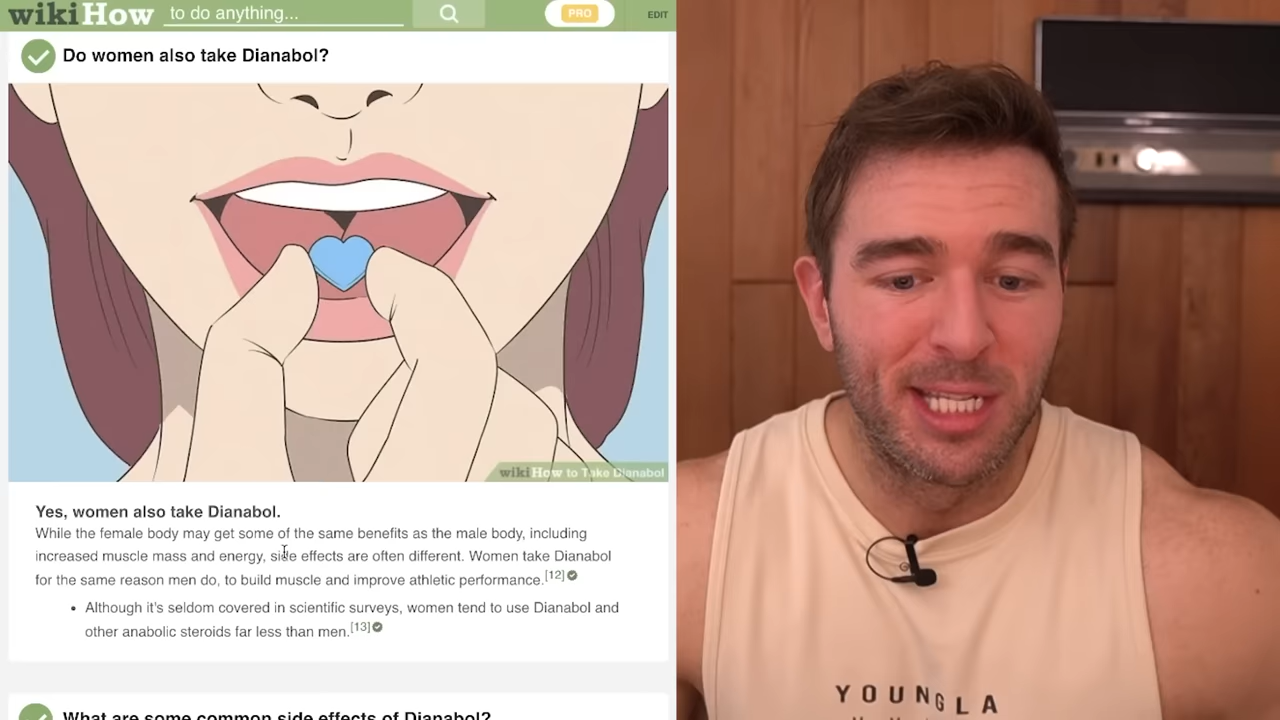 wikiHow to do anything... PRO EDIT
Do women also take Dianabol?
wikiHow to Take Dianabol
Yes, women also take Dianabol.
While the female body may get some of the same benefits as the male body, including
increased muscle mass and energy, side effects are often different. Women take Dianabol
for the same reason men do, to build muscle and improve athletic performance.[12]
• Although it's seldom covered in scientific surveys, women tend to use Dianabol and
other anabolic steroids far less than men.[13]
What are some common side effects of Dianabol?
YOUNGLA